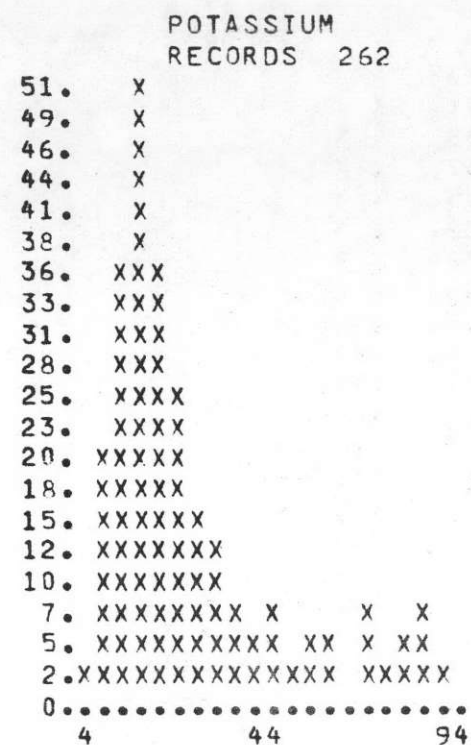 POTASSIUM
RECORDS  262
51.      X
49.      X
46.      X
44.      X
41.      X
38.      X
36.    XXX
33.    XXX
31.    XXX
28.    XXX
25.    XXXX
23.    XXXX
20.  XXXXX
18.  XXXXX
15.  XXXXXX
12.  XXXXXXX
10.  XXXXXXX
7.  XXXXXXXX X    X  X
5.  XXXXXXXXXX XX X XX
2.XXXXXXXXXXXXXX XXXXX
0......................
4        44        94